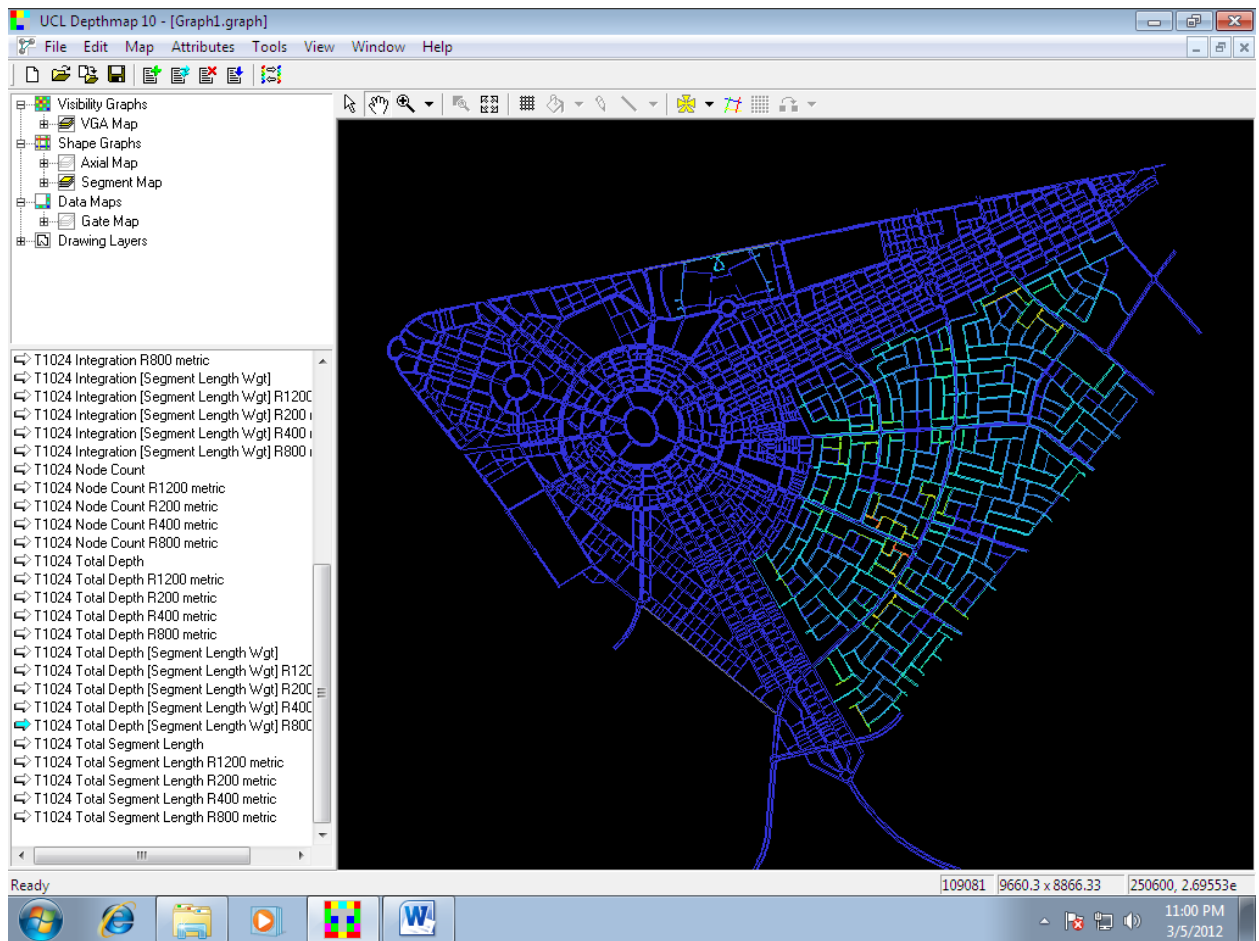 UCL Depthmap 10 - [Graph1.graph]
File Edit Map Attributes Tools View Window Help
Visibility Graphs
VGA Map
Shape Graphs
Axial Map
Segment Map
Data Maps
Gate Map
Drawing Layers
T1024 Integration R800 metric
T1024 Integration [Segment Length Wgt]
T1024 Integration [Segment Length Wgt] R1200
T1024 Integration [Segment Length Wgt] R200
T1024 Integration [Segment Length Wgt] R400
T1024 Integration [Segment Length Wgt] R800
T1024 Node Count
T1024 Node Count R1200 metric
T1024 Node Count R200 metric
T1024 Node Count R400 metric
T1024 Node Count R800 metric
T1024 Total Depth
T1024 Total Depth R1200 metric
T1024 Total Depth R200 metric
T1024 Total Depth R400 metric
T1024 Total Depth R800 metric
T1024 Total Depth [Segment Length Wgt]
T1024 Total Depth [Segment Length Wgt] R120
T1024 Total Depth [Segment Length Wgt] R200
T1024 Total Depth [Segment Length Wgt] R400
T1024 Total Depth [Segment Length Wgt] R800
T1024 Total Segment Length
T1024 Total Segment Length R1200 metric
T1024 Total Segment Length R200 metric
T1024 Total Segment Length R400 metric
T1024 Total Segment Length R800 metric
Ready 109081 9660.3 x 8866.33 250600, 2.69553e
11:00 PM
3/5/2012